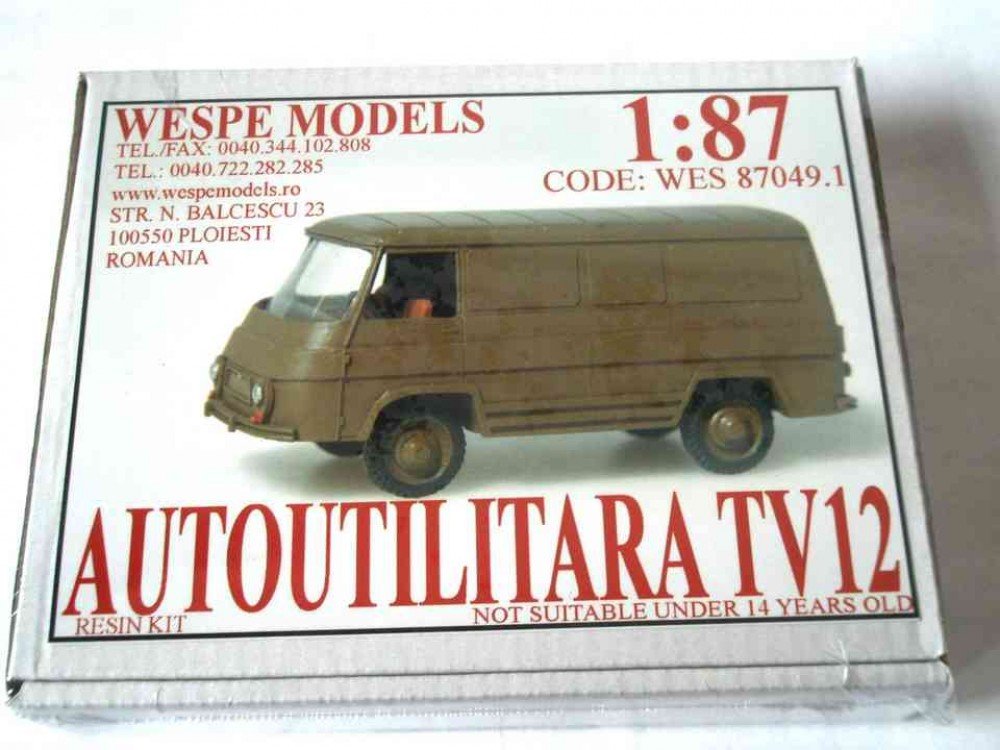 WESPE MODELS
TEL./FAX: 0040.344.102.808
TEL.: 0040.722.282.285
www.wespemodels.ro
STR. N. BALCESCU 23
100550 PLOIESTI
ROMANIA
1:87
CODE: WES 87049.1
AUTOUTILITARA TV12
RESIN KIT
NOT SUITABLE UNDER 14 YEARS OLD